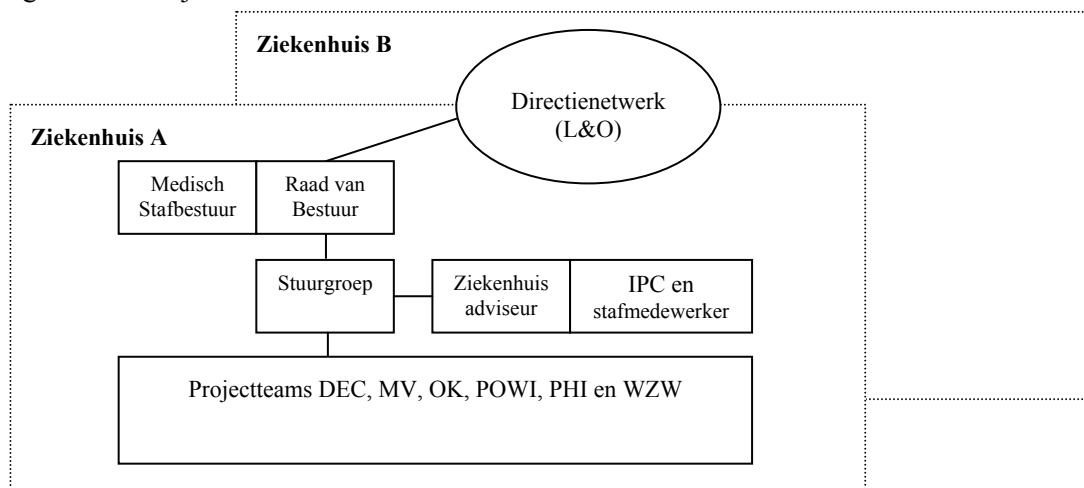 Ziekenhuis B
Directienetwerk
(L&O)
Ziekenhuis A
Medisch
Stafbestuur
Raad van
Bestuur
Stuurgroep
Ziekenhuis
adviseur
IPC en
stafmedewerker
Projectteams DEC, MV, OK, POWI, PHI en WZW